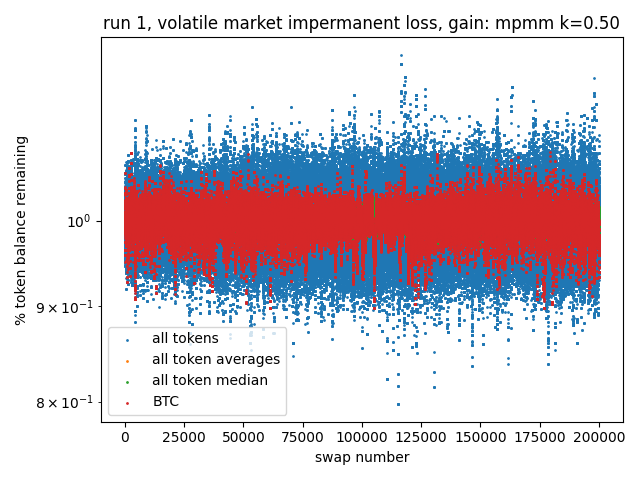 run 1, volatile market impermanent loss, gain: mpmm k=0.50
% token balance remaining
10⁰
9 × 10⁻¹
8 × 10⁻¹
all tokens
all token averages
all token median
BTC
0 25000 50000 75000 100000 125000 150000 175000 200000
swap number